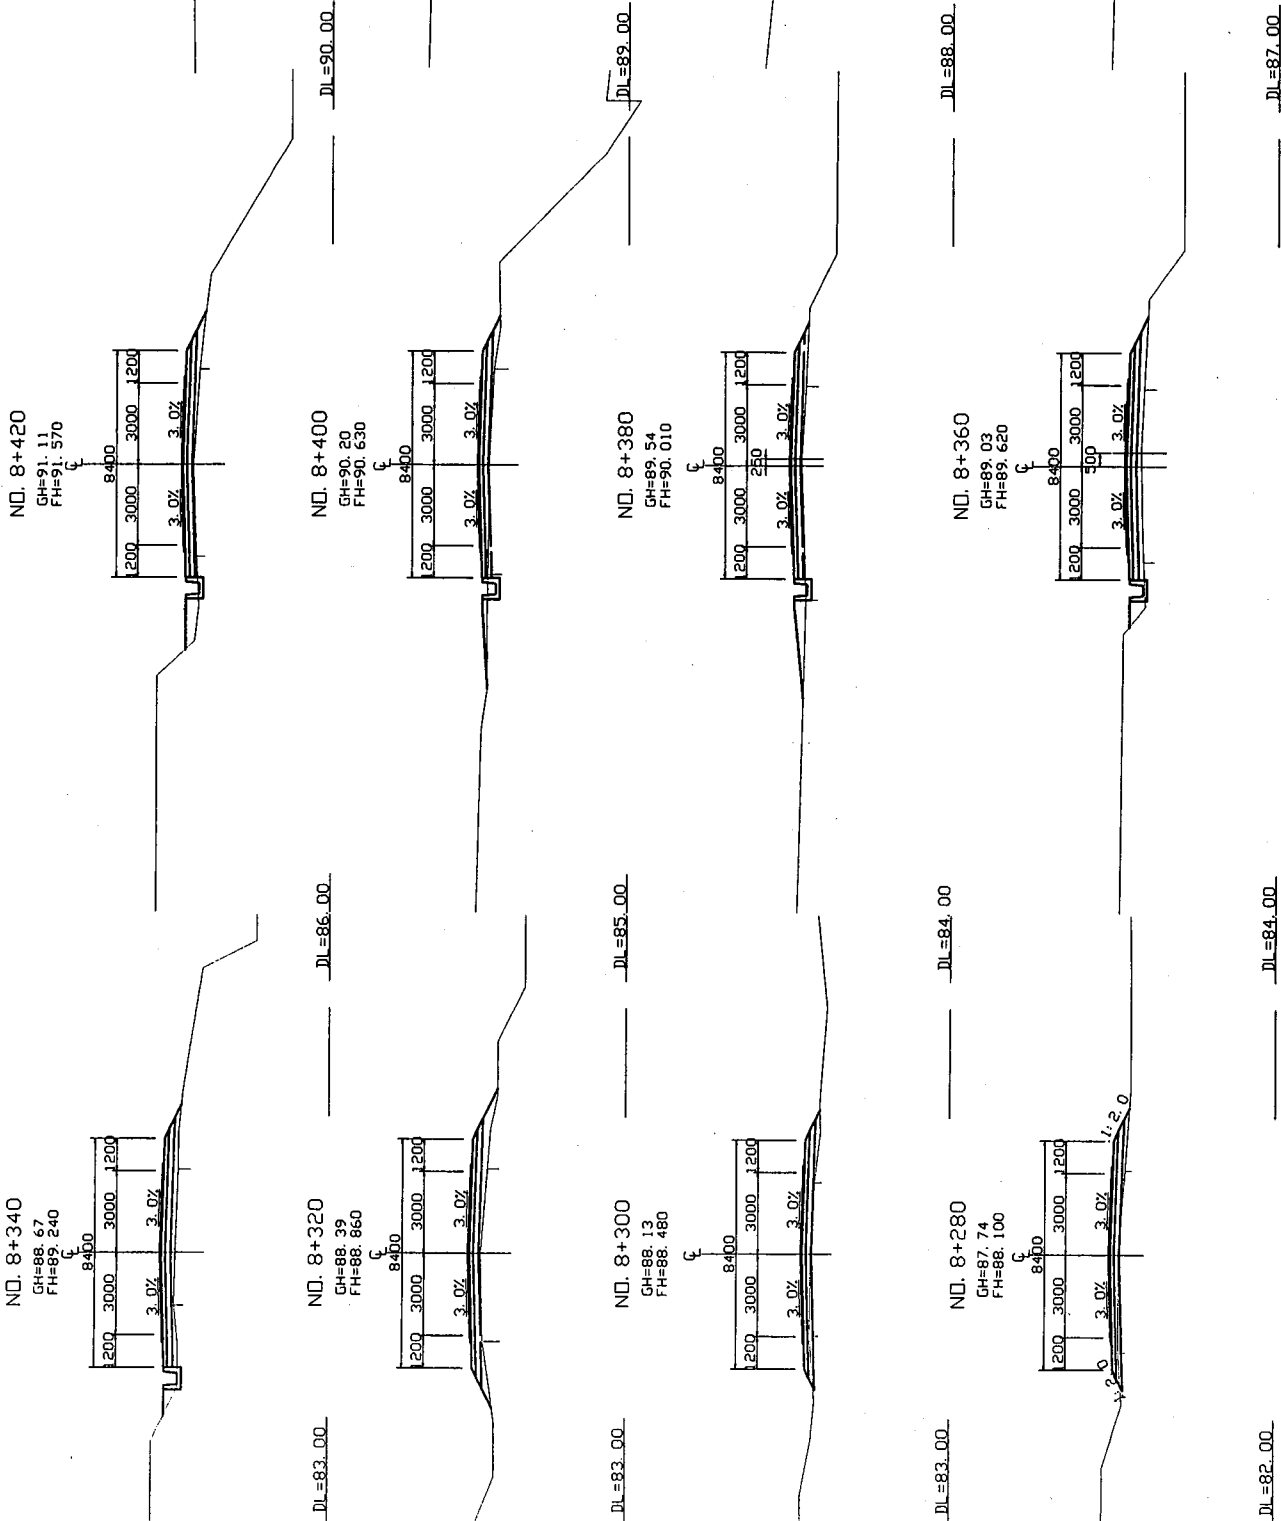 NO. 8+420
GH=91. 11
FH=91. 570
CL
8400
1200 3000 3000 1200
3. 0% 3. 0%
DL=90. 00
NO. 8+400
GH=90. 20
FH=90. 630
CL
8400
1200 3000 3000 1200
3. 0% 3. 0%
DL=89. 00
NO. 8+380
GH=89. 54
FH=90. 010
CL
8400
250
1200 3000 3000 1200
3. 0% 3. 0%
DL=88. 00
NO. 8+360
GH=89. 03
FH=89. 620
CL
8400
500
1200 3000 3000 1200
3. 0% 3. 0%
DL=87. 00
NO. 8+340
GH=88. 67
FH=89. 240
CL
8400
1200 3000 3000 1200
3. 0% 3. 0%
DL=83. 00
DL=86. 00
NO. 8+320
GH=88. 39
FH=88. 860
CL
8400
1200 3000 3000 1200
3. 0% 3. 0%
DL=83. 00
DL=85. 00
NO. 8+300
GH=88. 13
FH=88. 480
CL
8400
1200 3000 3000 1200
3. 0% 3. 0%
DL=83. 00
DL=84. 00
NO. 8+280
GH=87. 74
FH=88. 100
CL
8400
1200 3000 3000 1200
3. 0% 3. 0%
1: 2. 0
1: 2. 0
DL=82. 00
DL=84. 00